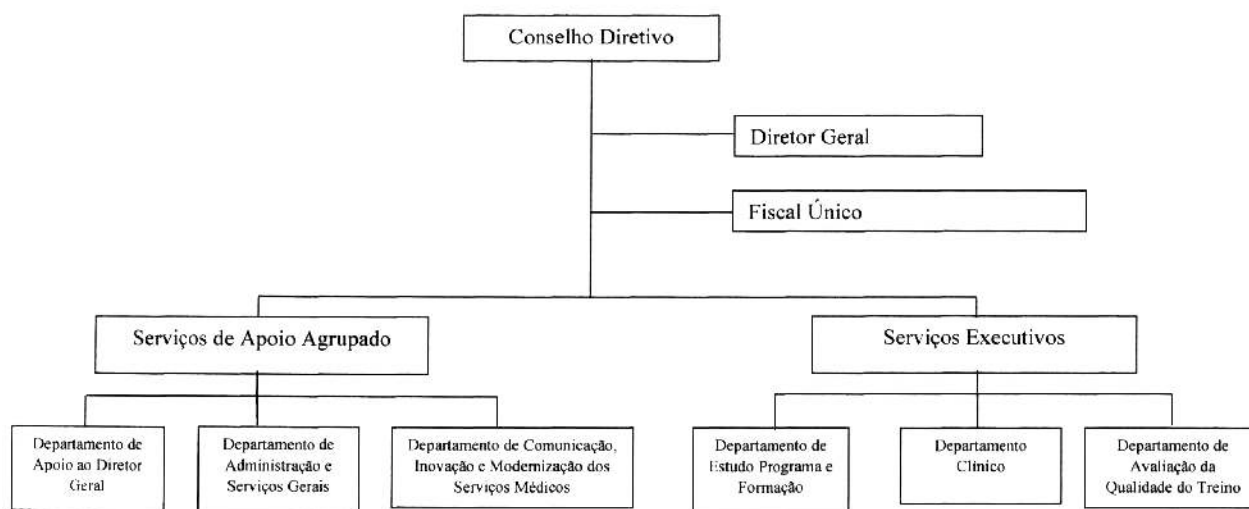 Conselho Diretivo
Diretor Geral
Fiscal Único
Serviços de Apoio Agrupado
Serviços Executivos
Departamento de
Apoio ao Diretor
Geral
Departamento de
Administração e
Serviços Gerais
Departamento de Comunicação,
Inovação e Modernização dos
Serviços Médicos
Departamento de
Estudo Programa e
Formação
Departamento
Clínico
Departamento de
Avaliação da
Qualidade do Treino